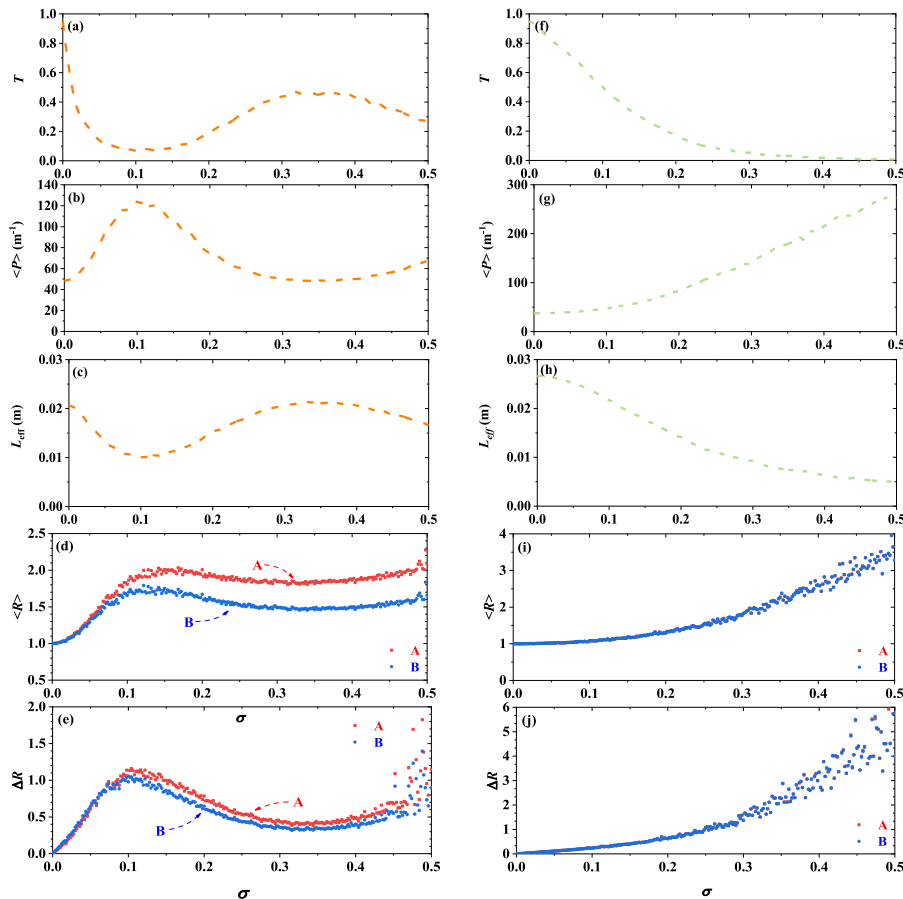 (a)
1.0
0.8
0.6
0.4
0.2
0.0
T
0.0 0.1 0.2 0.3 0.4 0.5
(b)
140
120
100
80
60
40
20
0
<P> (m⁻¹)
0.0 0.1 0.2 0.3 0.4 0.5
(c)
0.03
0.02
0.01
0.00
L_eff (m)
0.0 0.1 0.2 0.3 0.4 0.5
(d)
2.5
2.0
1.5
1.0
0.5
<R>
A
B
A
B
0.0 0.1 0.2 0.3 0.4 0.5
σ
(e)
2.0
1.5
1.0
0.5
0.0
ΔR
A
B
A
B
0.0 0.1 0.2 0.3 0.4 0.5
σ
(f)
1.0
0.8
0.6
0.4
0.2
0.0
T
0.0 0.1 0.2 0.3 0.4 0.5
(g)
300
200
100
0
<P> (m⁻¹)
0.0 0.1 0.2 0.3 0.4 0.5
(h)
0.03
0.02
0.01
0.00
L_eff (m)
0.0 0.1 0.2 0.3 0.4 0.5
(i)
4
3
2
1
0
<R>
A
B
0.0 0.1 0.2 0.3 0.4 0.5
(j)
6
5
4
3
2
1
0
ΔR
A
B
0.0 0.1 0.2 0.3 0.4 0.5
σ